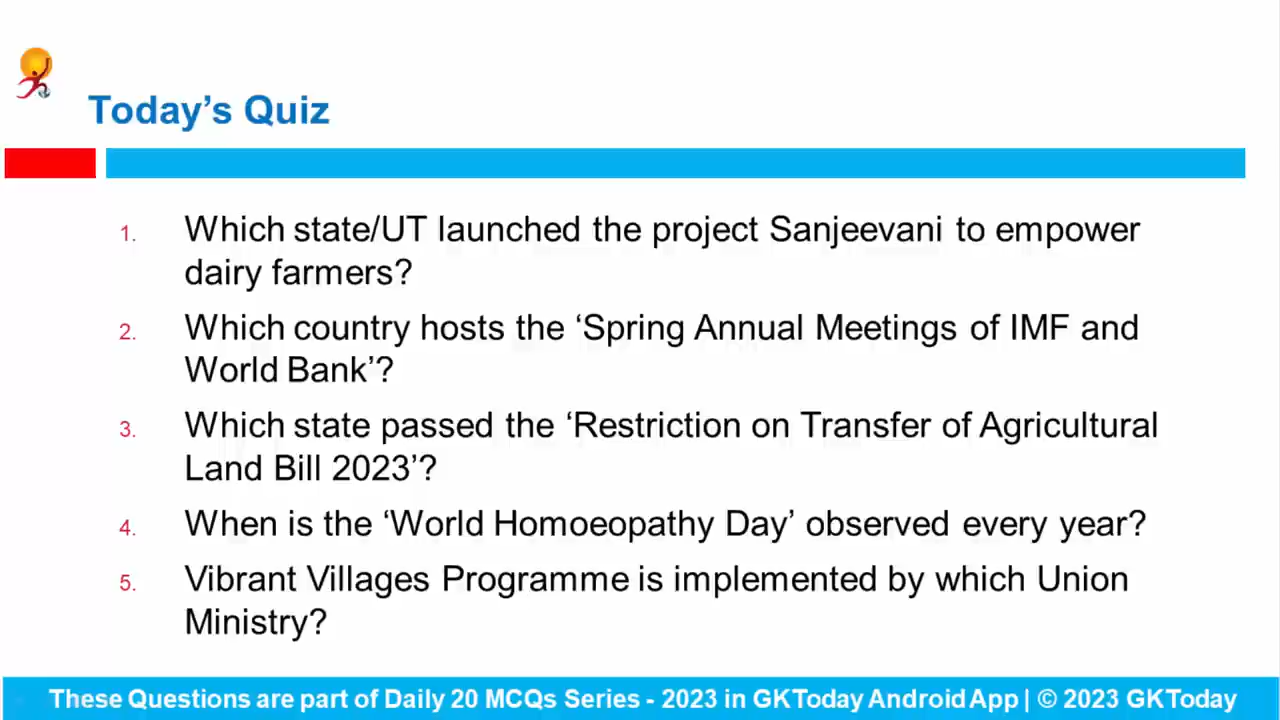 Today’s Quiz
1. Which state/UT launched the project Sanjeevani to empower
dairy farmers?
2. Which country hosts the ‘Spring Annual Meetings of IMF and
World Bank’?
3. Which state passed the ‘Restriction on Transfer of Agricultural
Land Bill 2023’?
4. When is the ‘World Homoeopathy Day’ observed every year?
5. Vibrant Villages Programme is implemented by which Union
Ministry?
These Questions are part of Daily 20 MCQs Series - 2023 in GKToday Android App | © 2023 GKToday